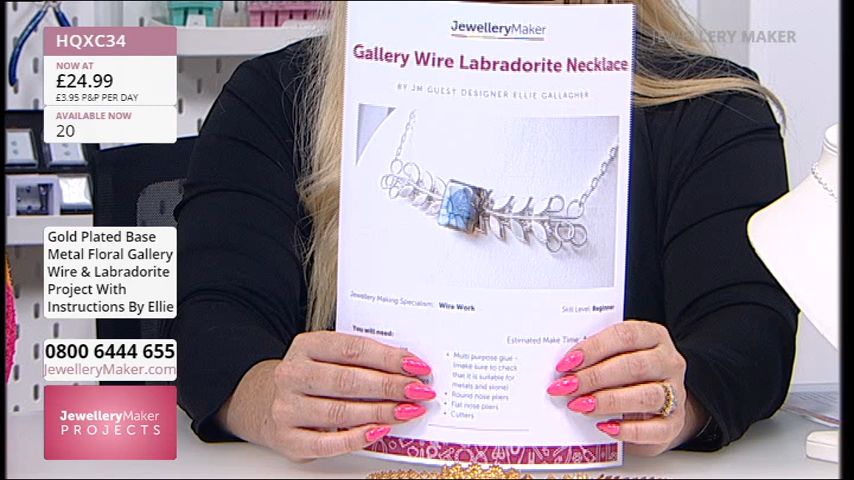 HQXC34
NOW AT
£24.99
£3.95 P&P PER DAY
AVAILABLE NOW
20
Gold Plated Base
Metal Floral Gallery
Wire & Labradorite
Project With
Instructions By Ellie
0800 6444 655
JewelleryMaker.com
JewelleryMaker
PROJECTS
JEWELLERY MAKER
JewelleryMaker
Gallery Wire Labradorite Necklace
BY JM GUEST DESIGNER ELLIE GALLAGHER
Jewellery Making Specialism: Wire Work
Skill Level: Beginner
You will need:
Estimated Make Time:
• Multi purpose glue -
(make sure to check
that it is suitable for
metals and stone)
• Round nose pliers
• Flat nose pliers
• Cutters